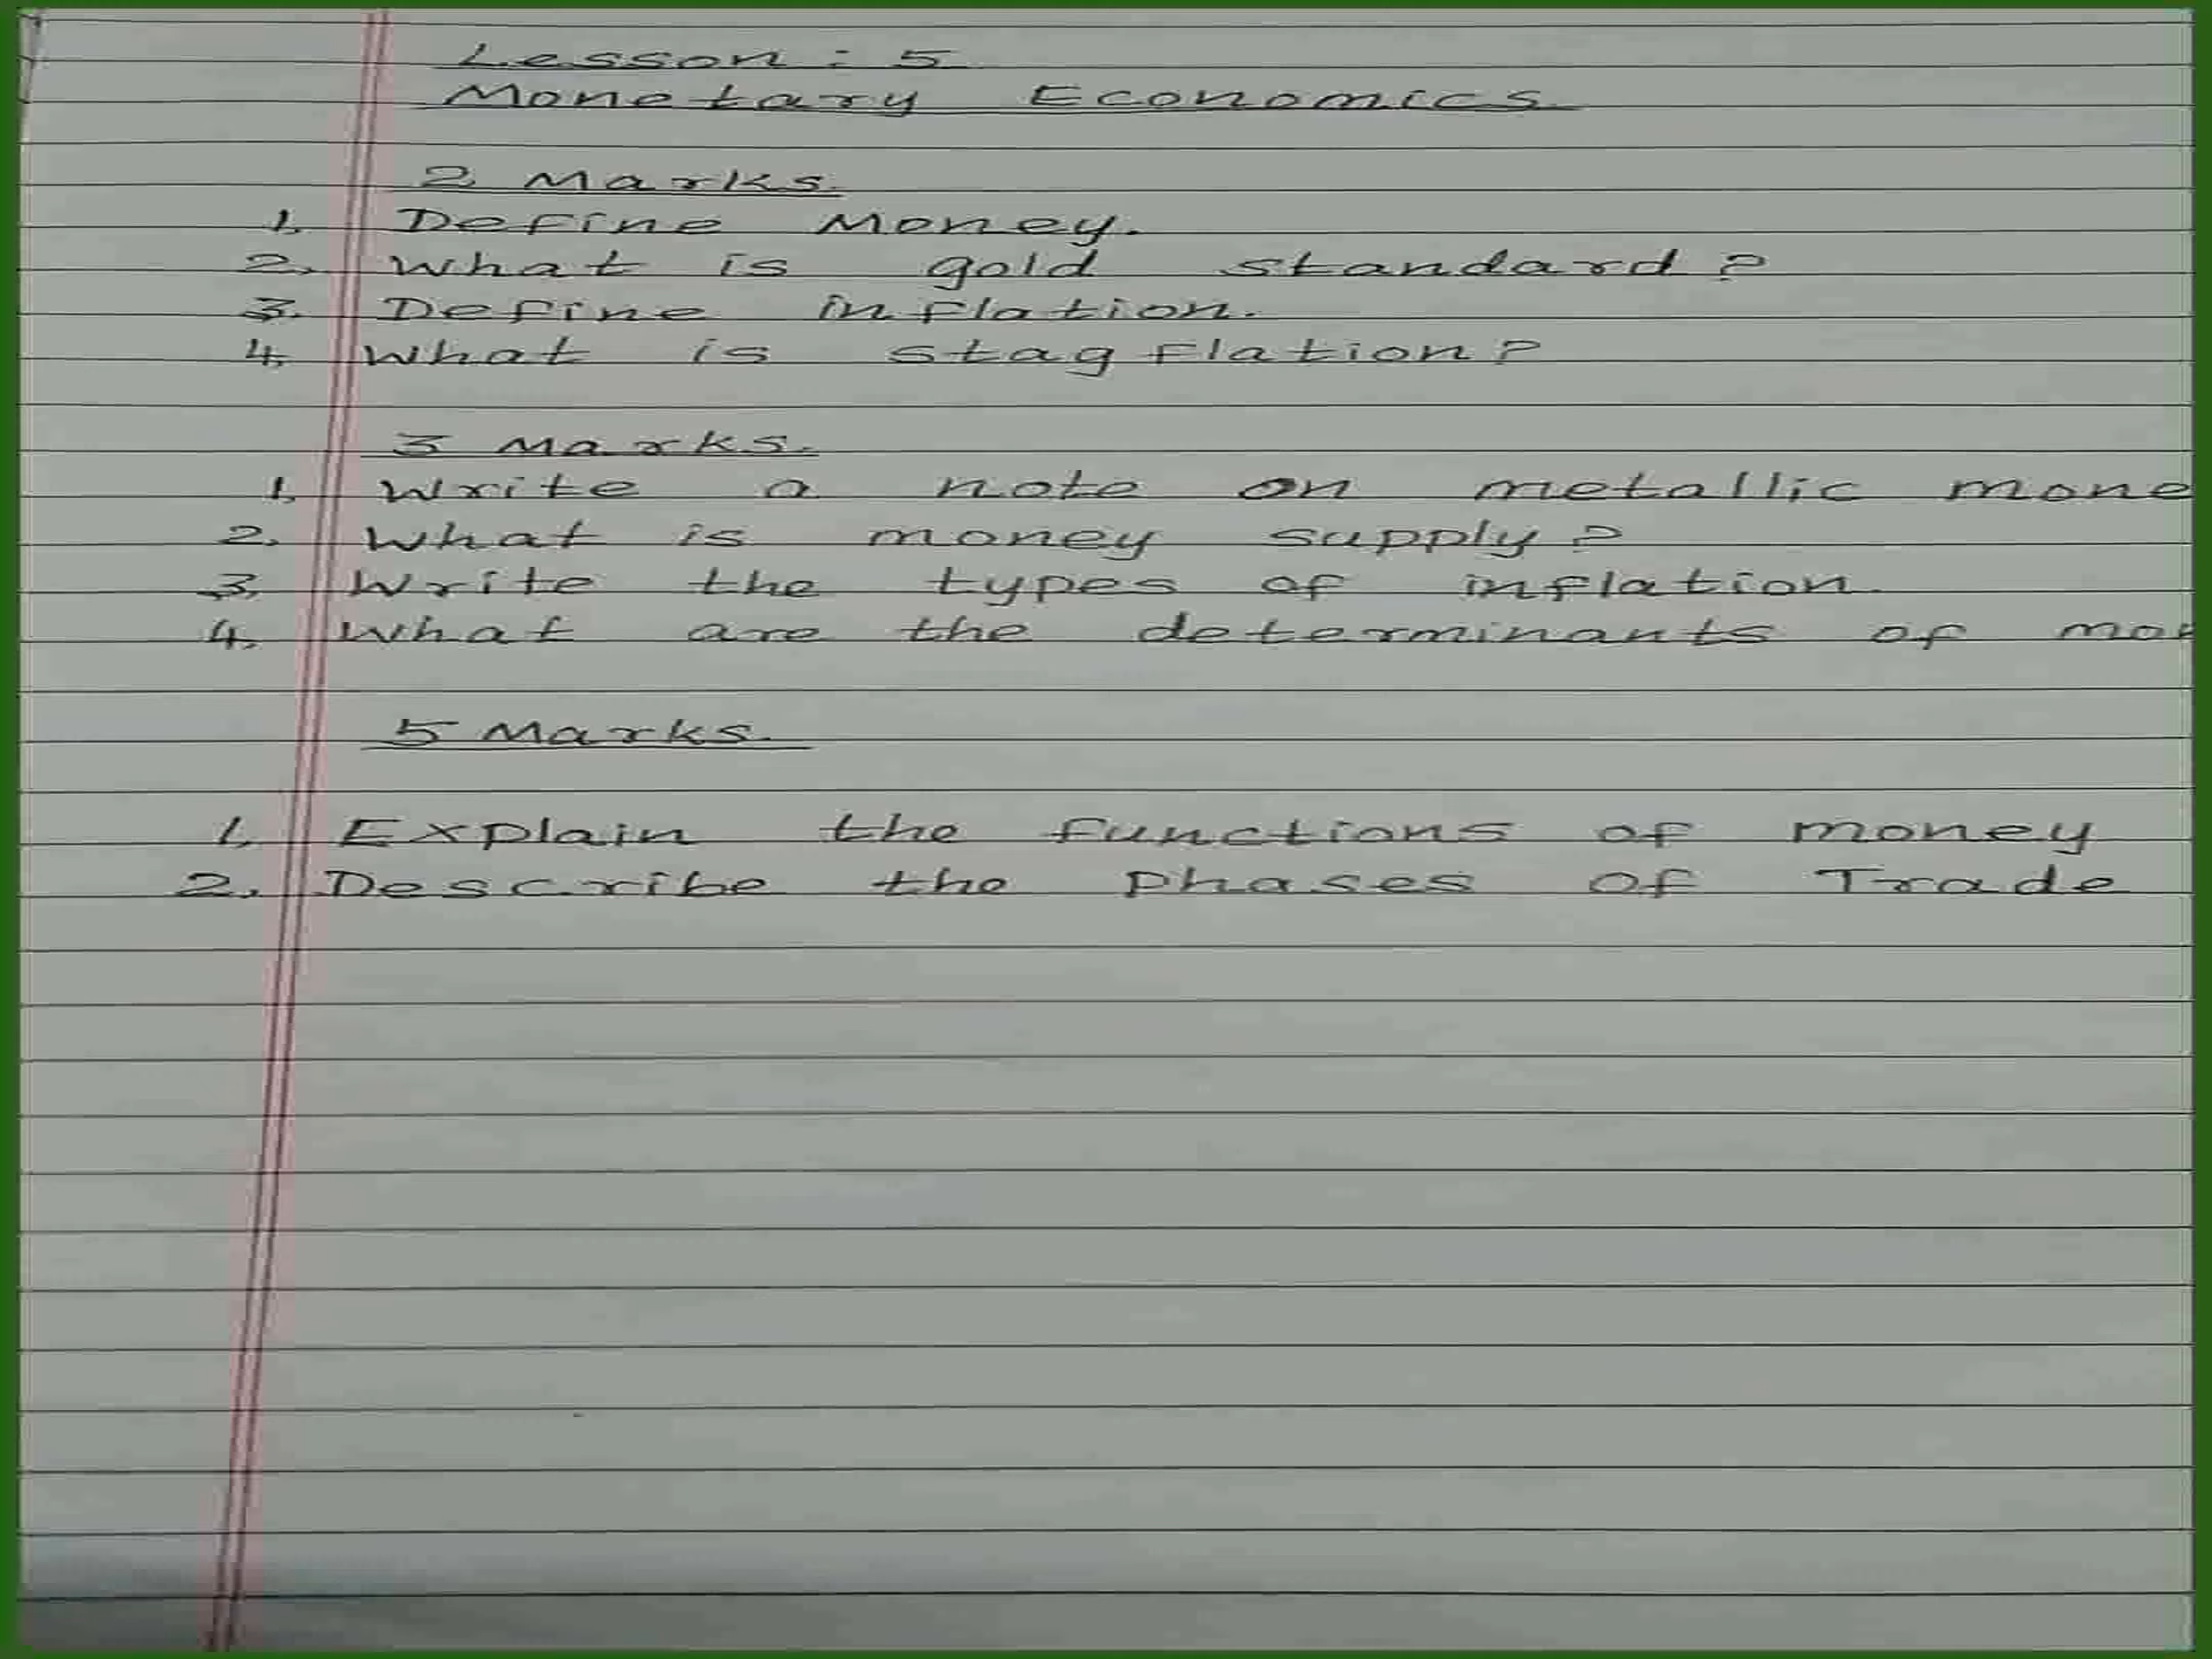 Lesson : 5
Monetary Economics
2 Marks.
1. Define Money.
2. What is gold standard?
3. Define inflation.
4. What is stagflation?
3 Marks.
1. Write a note on metallic mone
2. What is money supply?
3. Write the types of inflation.
4. What are the determinants of mo
5 Marks.
1. Explain the functions of money
2. Describe the phases of Trade